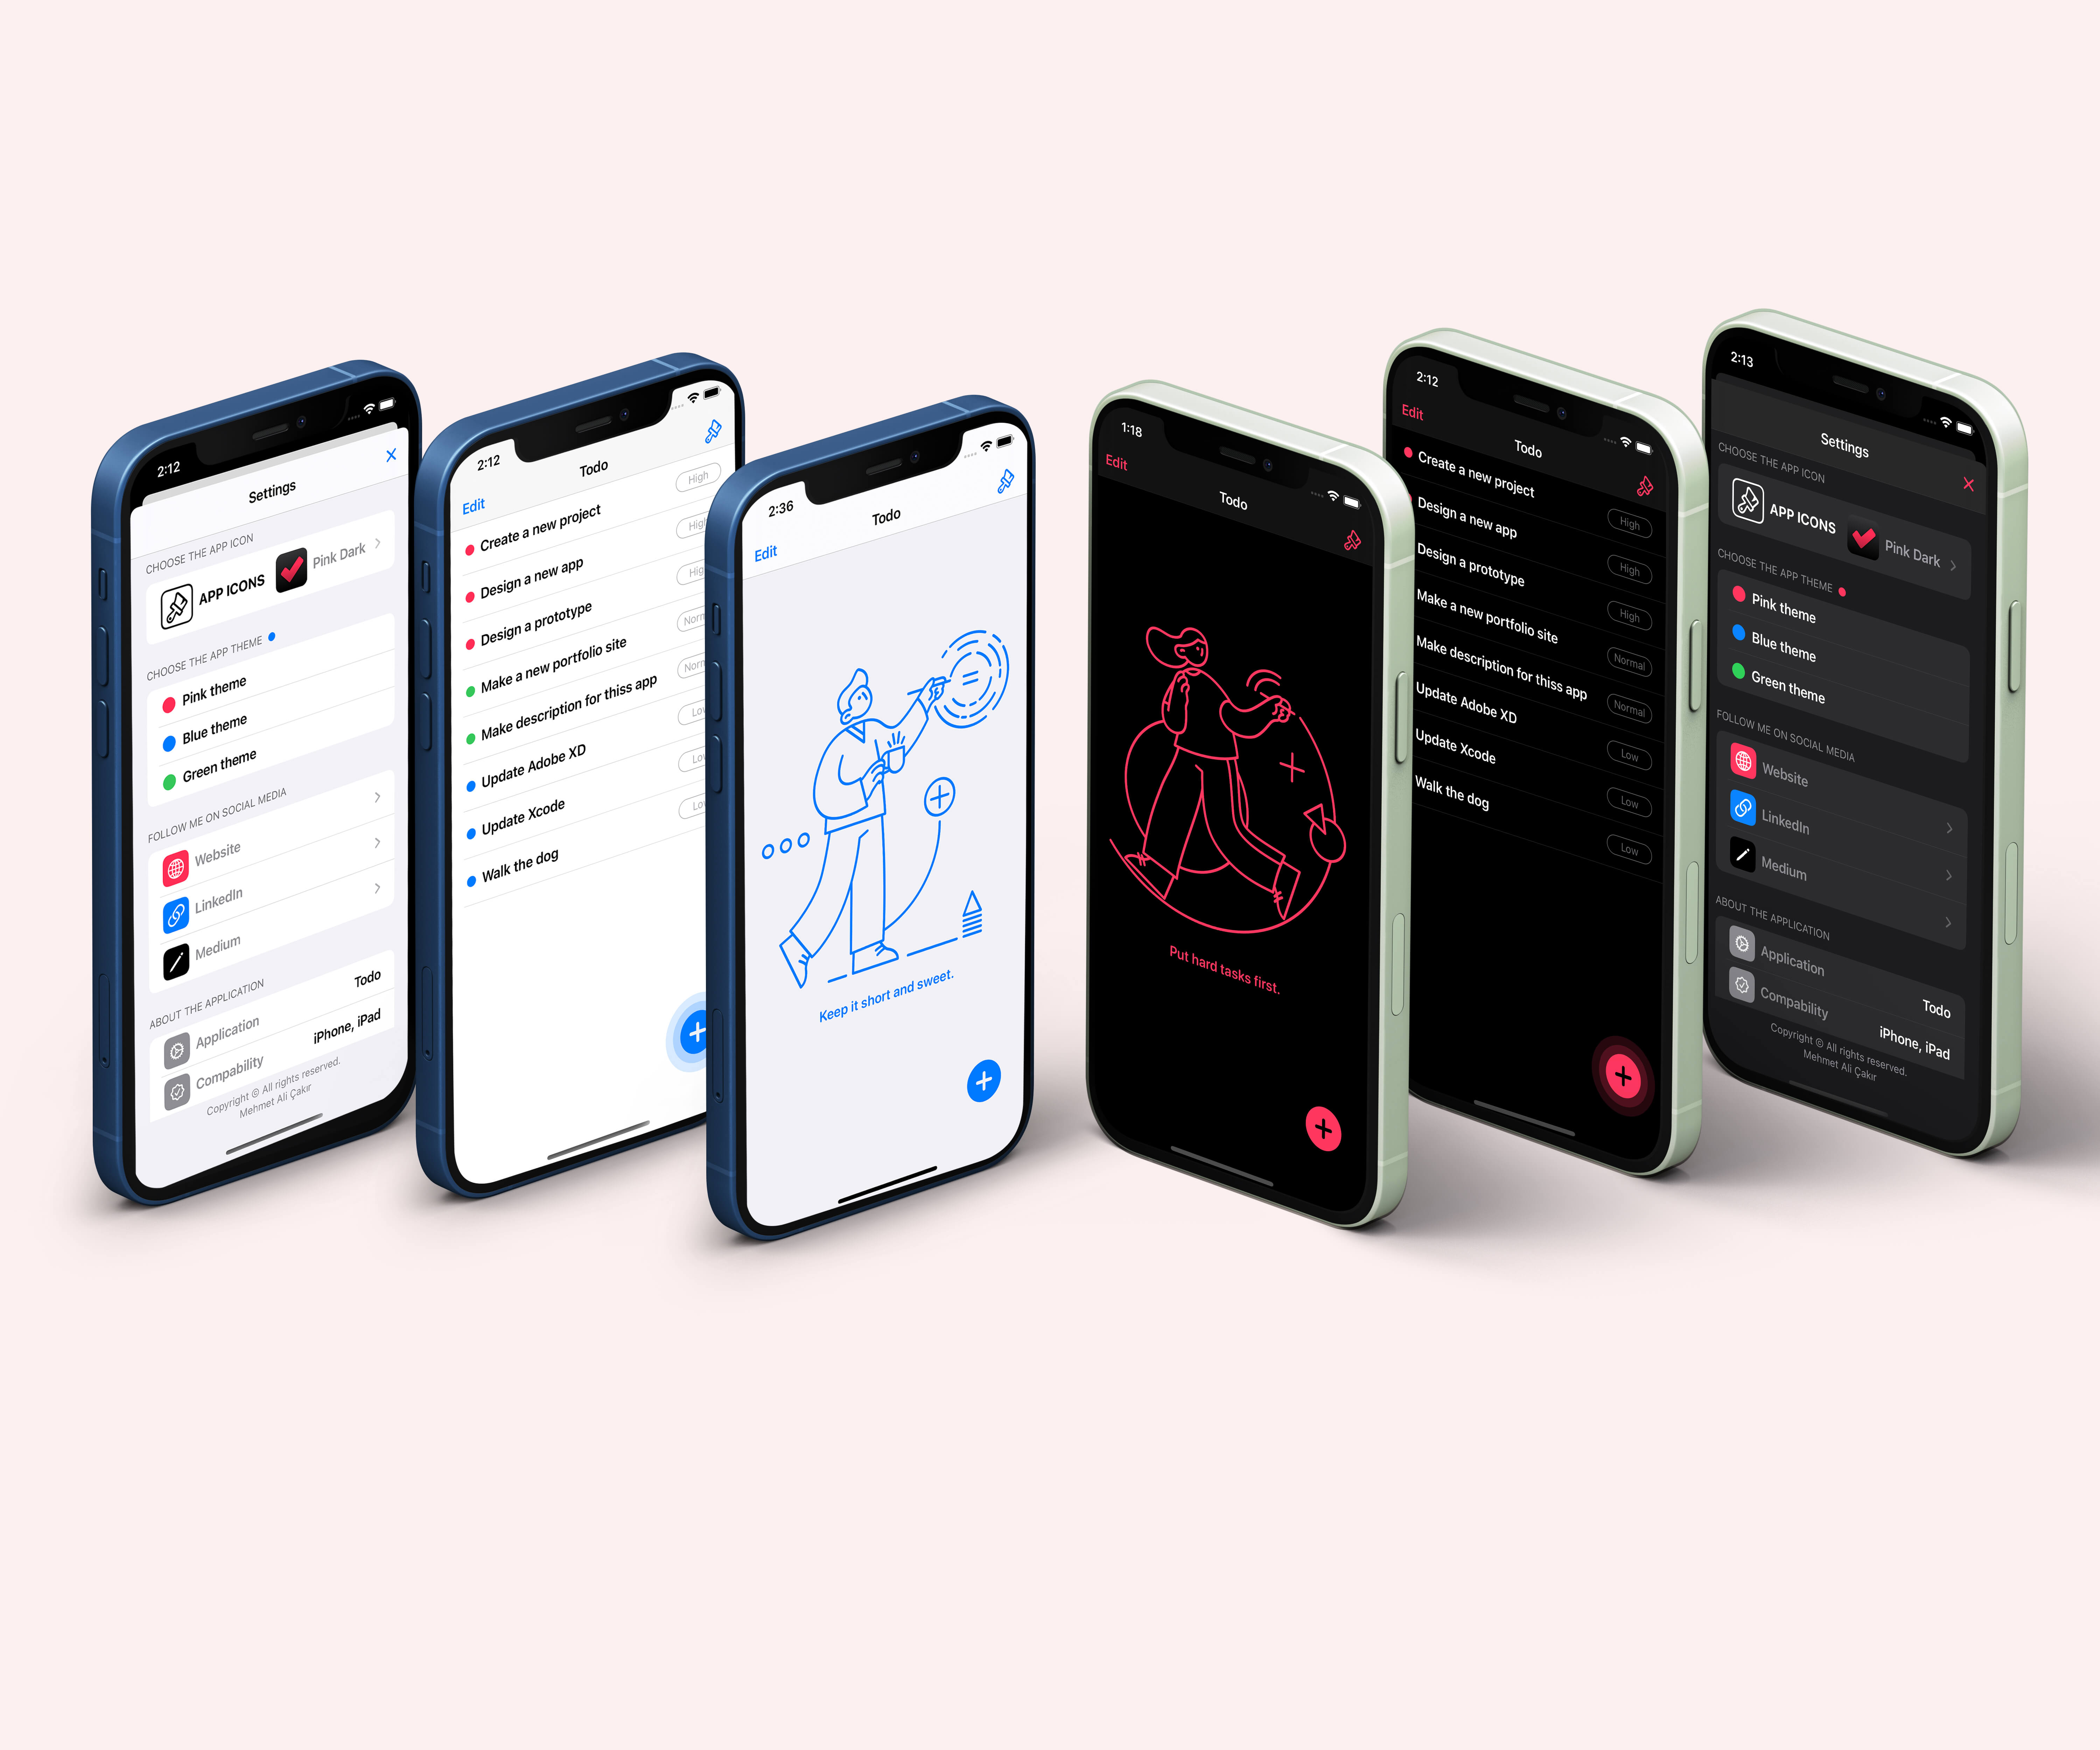 2:12
Settings
CHOOSE THE APP ICON
APP ICONS Pink Dark
CHOOSE THE APP THEME
Pink theme
Blue theme
Green theme
FOLLOW ME ON SOCIAL MEDIA
Website
LinkedIn
Medium
ABOUT THE APPLICATION
Application Todo
Compability iPhone, iPad
Copyright © All rights reserved.
Mehmet Ali Çakır
2:12
Todo
Edit
Create a new project High
Design a new app
Design a prototype
Make a new portfolio site
Make description for thiss app
Update Adobe XD
Update Xcode
Walk the dog
2:36
Todo
Edit
Keep it short and sweet.
1:18
Edit
Todo
Put hard tasks first.
2:12
Edit
Todo
Create a new project High
Design a new app High
Design a prototype High
Make a new portfolio site Normal
Make description for thiss app Normal
Update Adobe XD Low
Update Xcode Low
Walk the dog Low
2:13
Settings
CHOOSE THE APP ICON
APP ICONS Pink Dark
CHOOSE THE APP THEME
Pink theme
Blue theme
Green theme
FOLLOW ME ON SOCIAL MEDIA
Website
LinkedIn
Medium
ABOUT THE APPLICATION
Application Todo
Compability iPhone, iPad
Copyright © All rights reserved.
Mehmet Ali Çakır